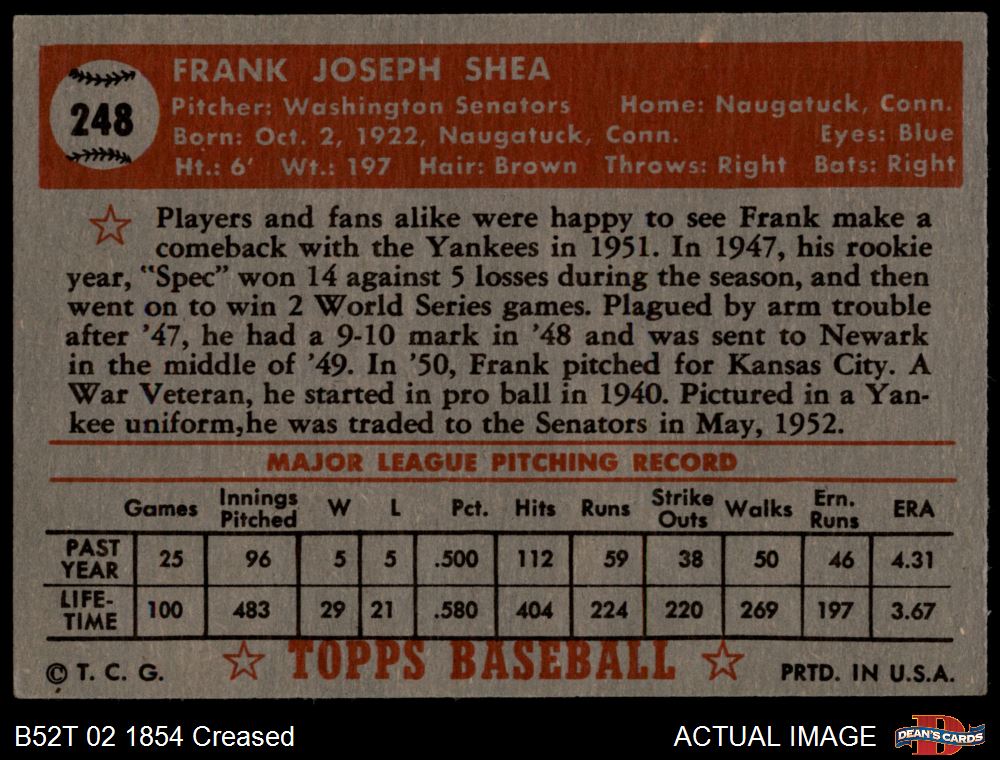 248
FRANK JOSEPH SHEA
Pitcher: Washington Senators Home: Naugatuck, Conn.
Born: Oct. 2, 1922, Naugatuck, Conn. Eyes: Blue
Ht.: 6' Wt.: 197 Hair: Brown Throws: Right Bats: Right
Players and fans alike were happy to see Frank make a
comeback with the Yankees in 1951. In 1947, his rookie
year, "Spec" won 14 against 5 losses during the season, and then
went on to win 2 World Series games. Plagued by arm trouble
after '47, he had a 9-10 mark in '48 and was sent to Newark
in the middle of '49. In '50, Frank pitched for Kansas City. A
War Veteran, he started in pro ball in 1940. Pictured in a Yan-
kee uniform,he was traded to the Senators in May, 1952.
MAJOR LEAGUE PITCHING RECORD
Games Innings Pitched W L Pct. Hits Runs Strike Outs Walks Ern. Runs ERA
PAST YEAR 25 96 5 5 .500 112 59 38 50 46 4.31
LIFE-TIME 100 483 29 21 .580 404 224 220 269 197 3.67
© T. C. G. TOPPS BASEBALL PRTD. IN U.S.A.
B52T 02 1854 Creased ACTUAL IMAGE DEAN'S CARDS